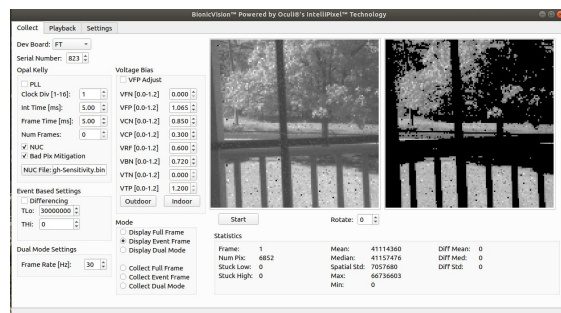 BionicVision™ Powered by Oculi®'s IntelliPixel™ Technology
Collect Playback Settings
Dev Board: FT
Serial Number: 823
Opal Kelly
PLL
Clock Div [1-16]: 1
Int Time [ms]: 5.00
Frame Time [ms]: 5.00
Num Frames: 0
NUC
Bad Pix Mitigation
NUC File:gh-Sensitivity.bin
Event Based Settings
Differencing
TLo: 30000000
THi: 0
Dual Mode Settings
Frame Rate [Hz]: 30
Voltage Bias
VFP Adjust
VFN [0.0-1.2] 0.000
VFP [0.0-1.2] 1.065
VCN [0.0-1.2] 0.850
VCP [0.0-1.2] 0.300
VRF [0.0-1.2] 0.600
VBN [0.0-1.2] 0.720
VTN [0.0-1.2] 0.000
VTP [0.0-1.2] 1.200
Outdoor Indoor
Mode
Display Full Frame
Display Event Frame
Display Dual Mode
Collect Full Frame
Collect Event Frame
Collect Dual Mode
Start Rotate: 0
Statistics
Frame: 1 Mean: 41114360 Diff Mean: 0
Num Pix: 6852 Median: 41157476 Diff Med: 0
Stuck Low: 0 Spatial Std: 7057680 Diff Std: 0
Stuck High: 0 Max: 66736603
Min: 0